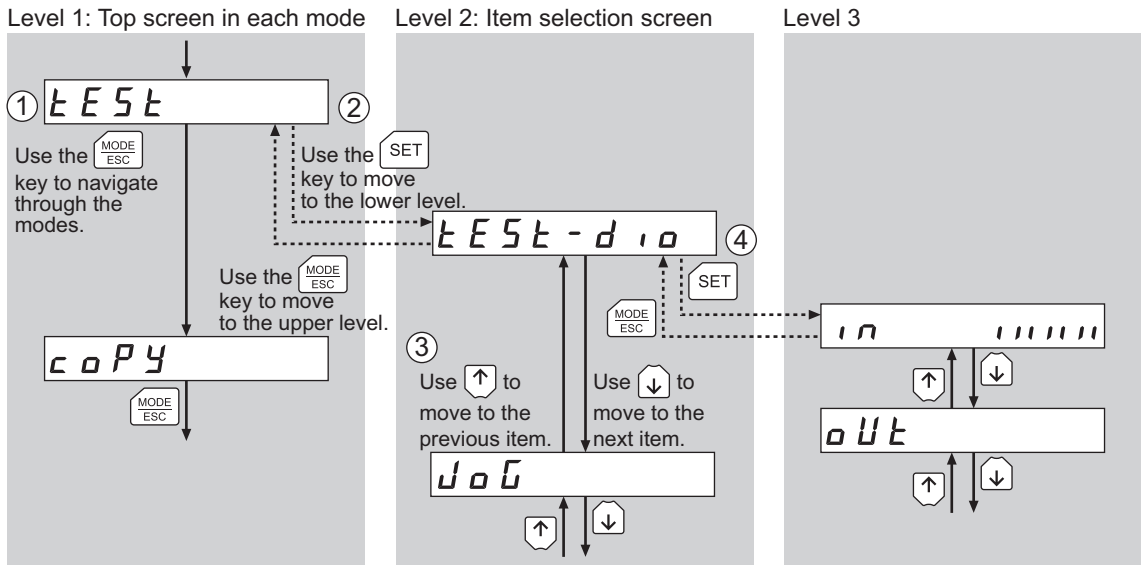 Level 1: Top screen in each mode
Level 2: Item selection screen
Level 3
1
tESt
2
Use the MODE
ESC
key to navigate
through the
modes.
Use the SET
key to move
to the lower level.
tESt-dio
4
SET
Use the MODE
ESC
key to move
to the upper level.
MODE
ESC
in ıııııı
coPY
3
Use ↑ to
move to the
previous item.
Use ↓ to
move to the
next item.
↑
↓
MODE
ESC
oUt
JoG
↑
↓
↑
↓